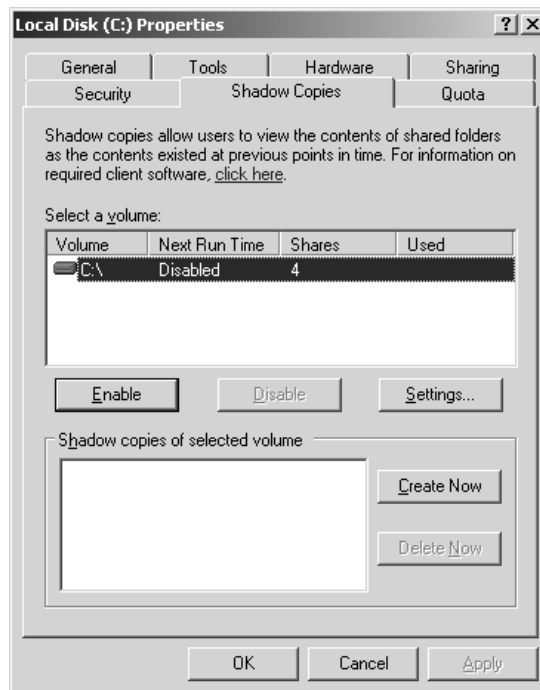 Local Disk (C:) Properties
? X
General Tools Hardware Sharing
Security Shadow Copies Quota
Shadow copies allow users to view the contents of shared folders
as the contents existed at previous points in time. For information on
required client software, click here.
Select a volume:
Volume Next Run Time Shares Used
C:\ Disabled 4
Enable Disable Settings...
Shadow copies of selected volume
Create Now
Delete Now
OK Cancel Apply